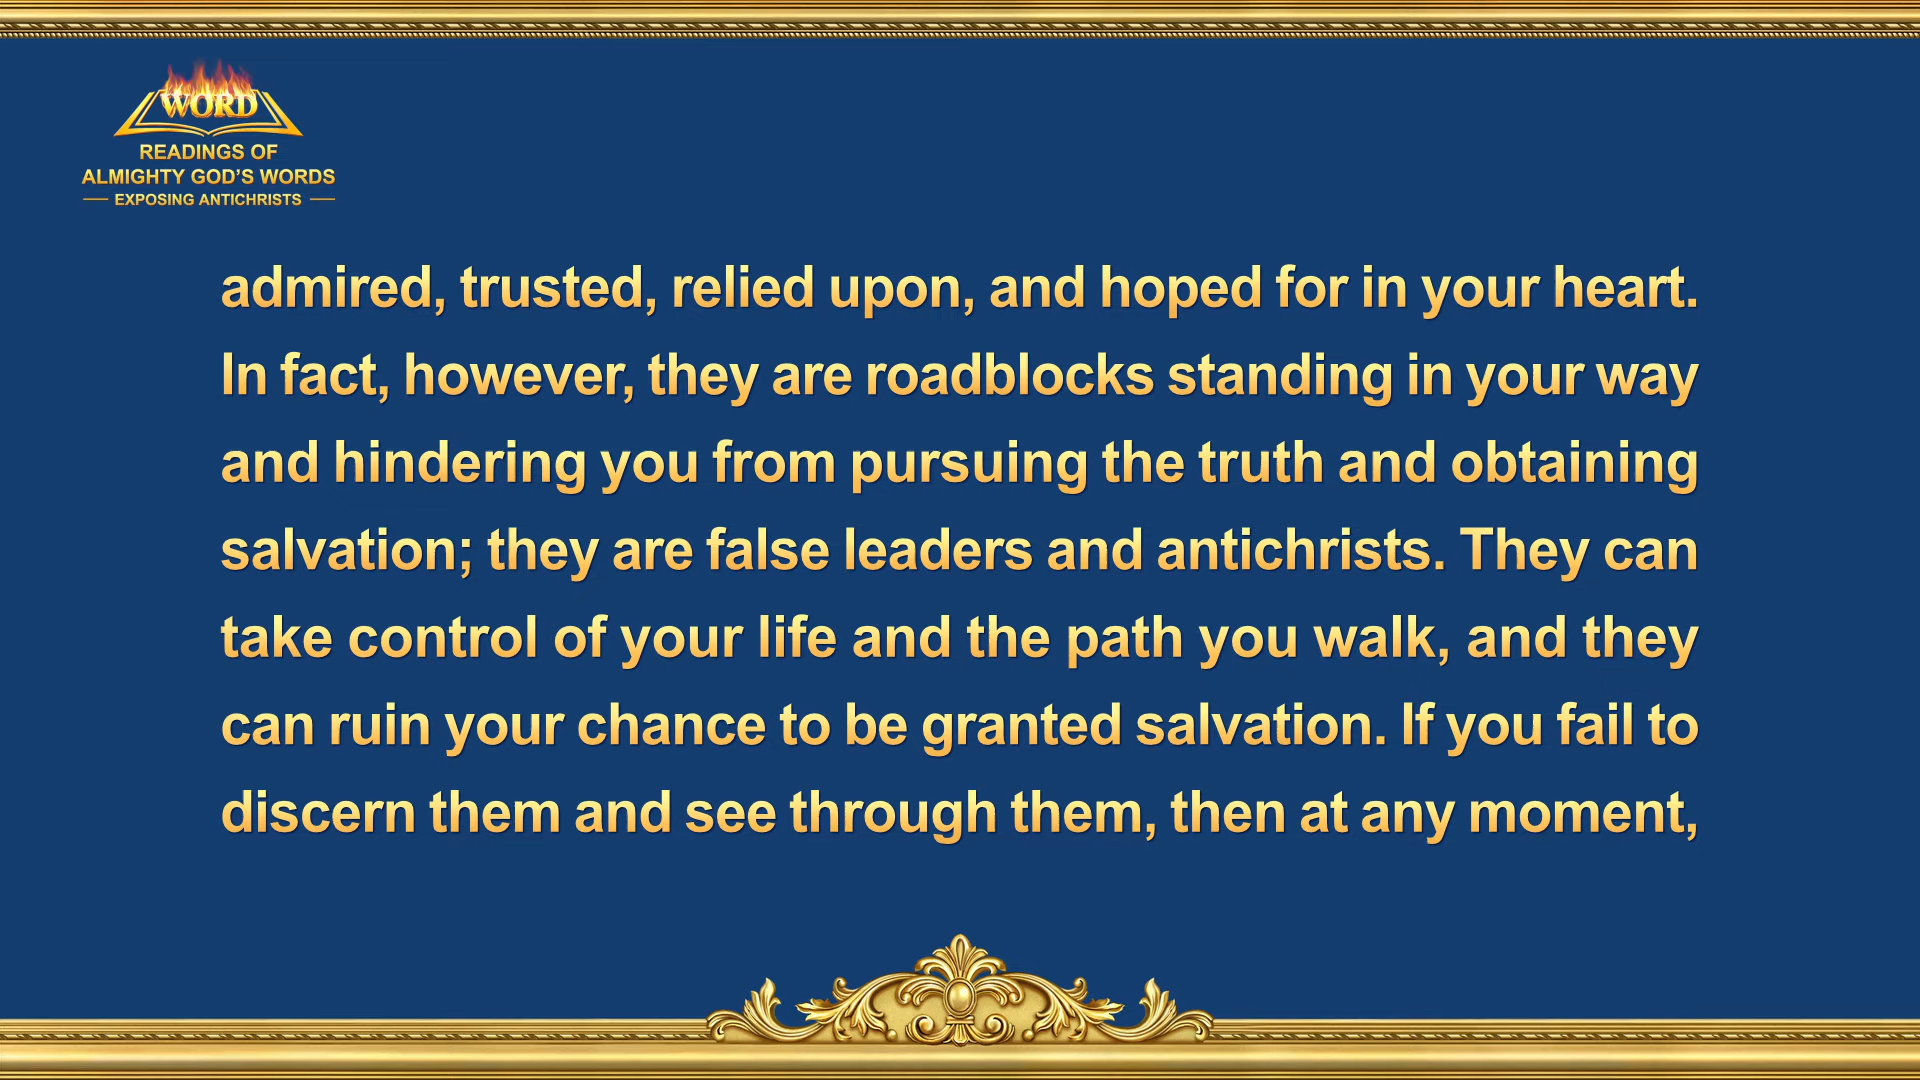 WORD
READINGS OF
ALMIGHTY GOD'S WORDS
EXPOSING ANTICHRISTS
admired, trusted, relied upon, and hoped for in your heart.
In fact, however, they are roadblocks standing in your way
and hindering you from pursuing the truth and obtaining
salvation; they are false leaders and antichrists. They can
take control of your life and the path you walk, and they
can ruin your chance to be granted salvation. If you fail to
discern them and see through them, then at any moment,